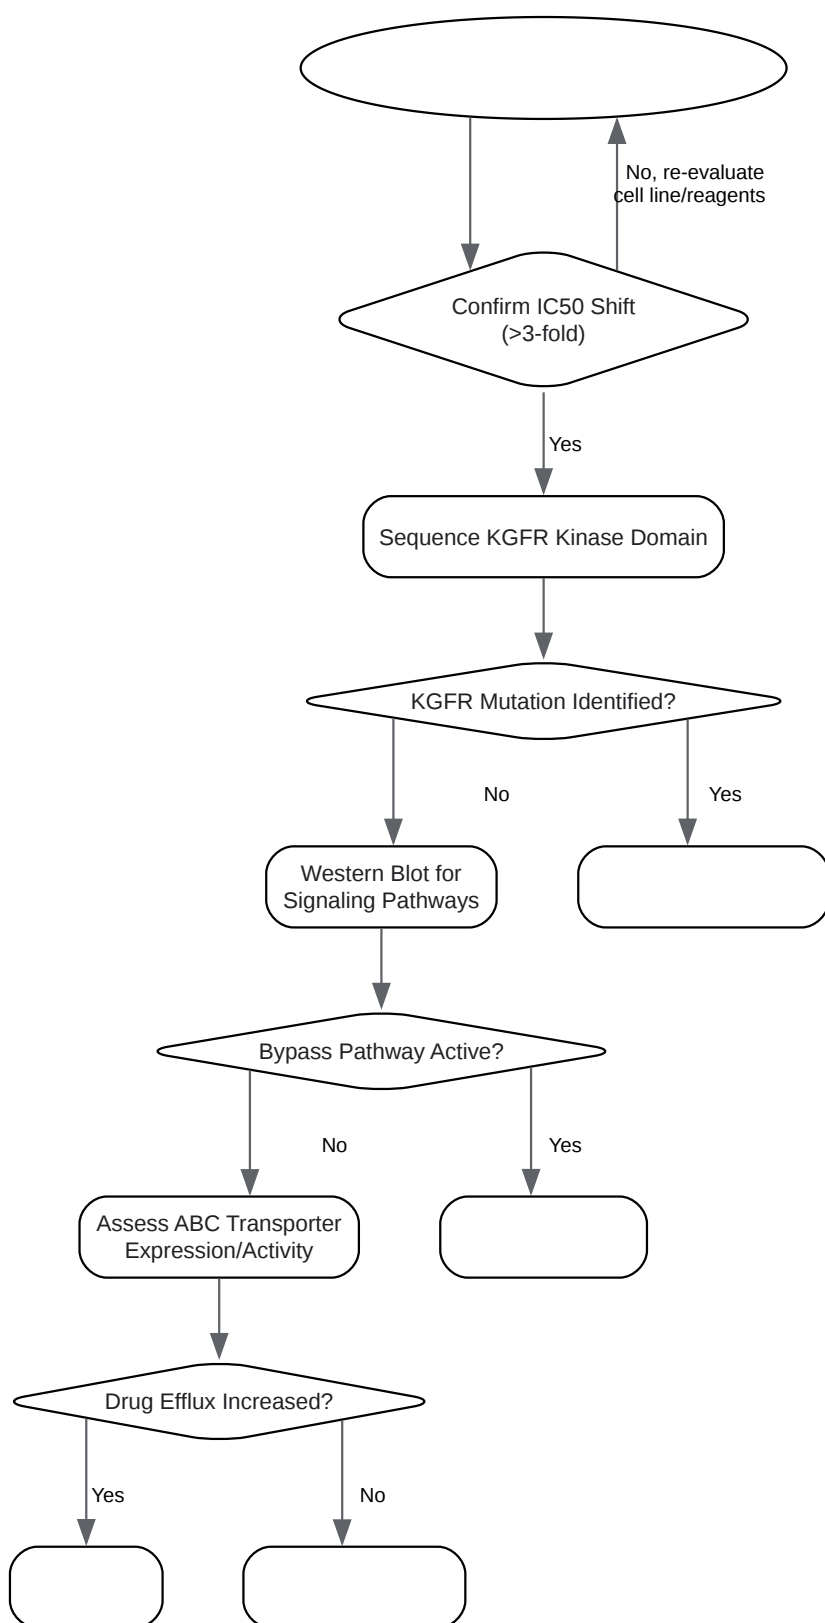 No, re-evaluate
cell line/reagents
Confirm IC50 Shift
(>3-fold)
Yes
Sequence KGFR Kinase Domain
KGFR Mutation Identified?
No
Yes
Western Blot for
Signaling Pathways
Bypass Pathway Active?
No
Yes
Assess ABC Transporter
Expression/Activity
Drug Efflux Increased?
Yes
No